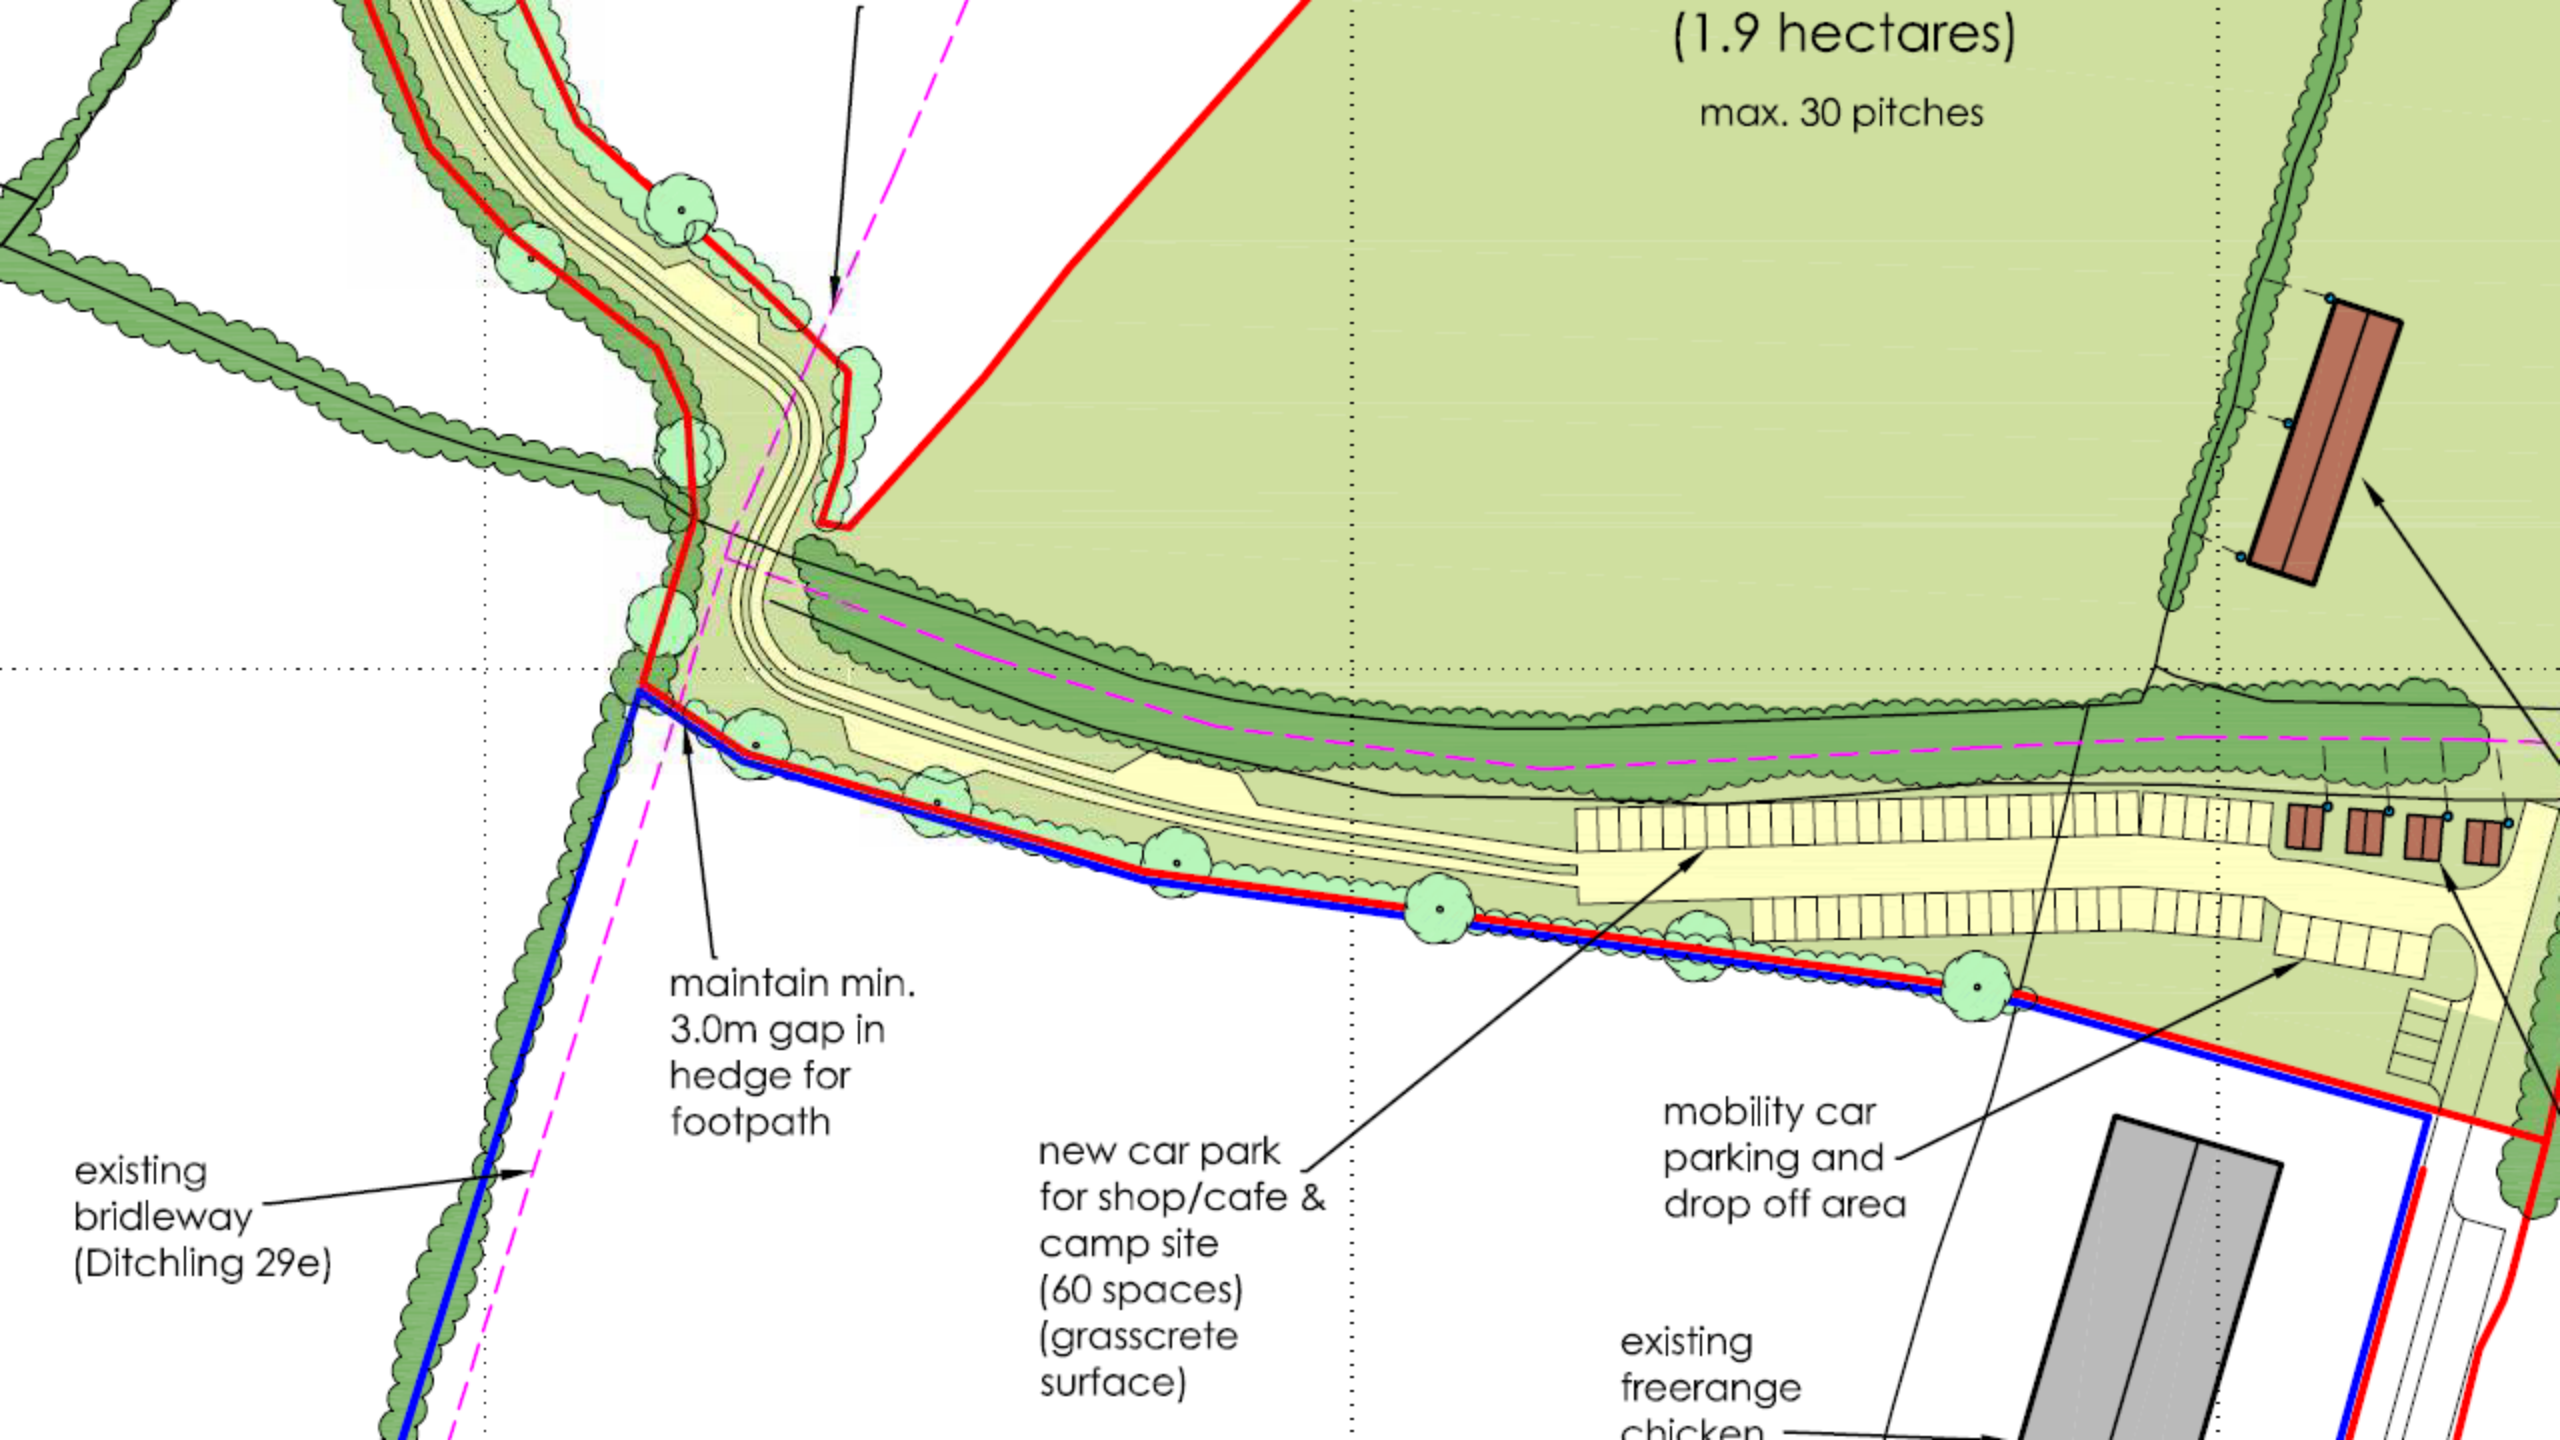 (1.9 hectares)
max. 30 pitches
maintain min.
3.0m gap in
hedge for
footpath
existing
bridleway
(Ditchling 29e)
new car park
for shop/cafe &
camp site
(60 spaces)
(grasscrete
surface)
mobility car
parking and
drop off area
existing
freerange
chicken